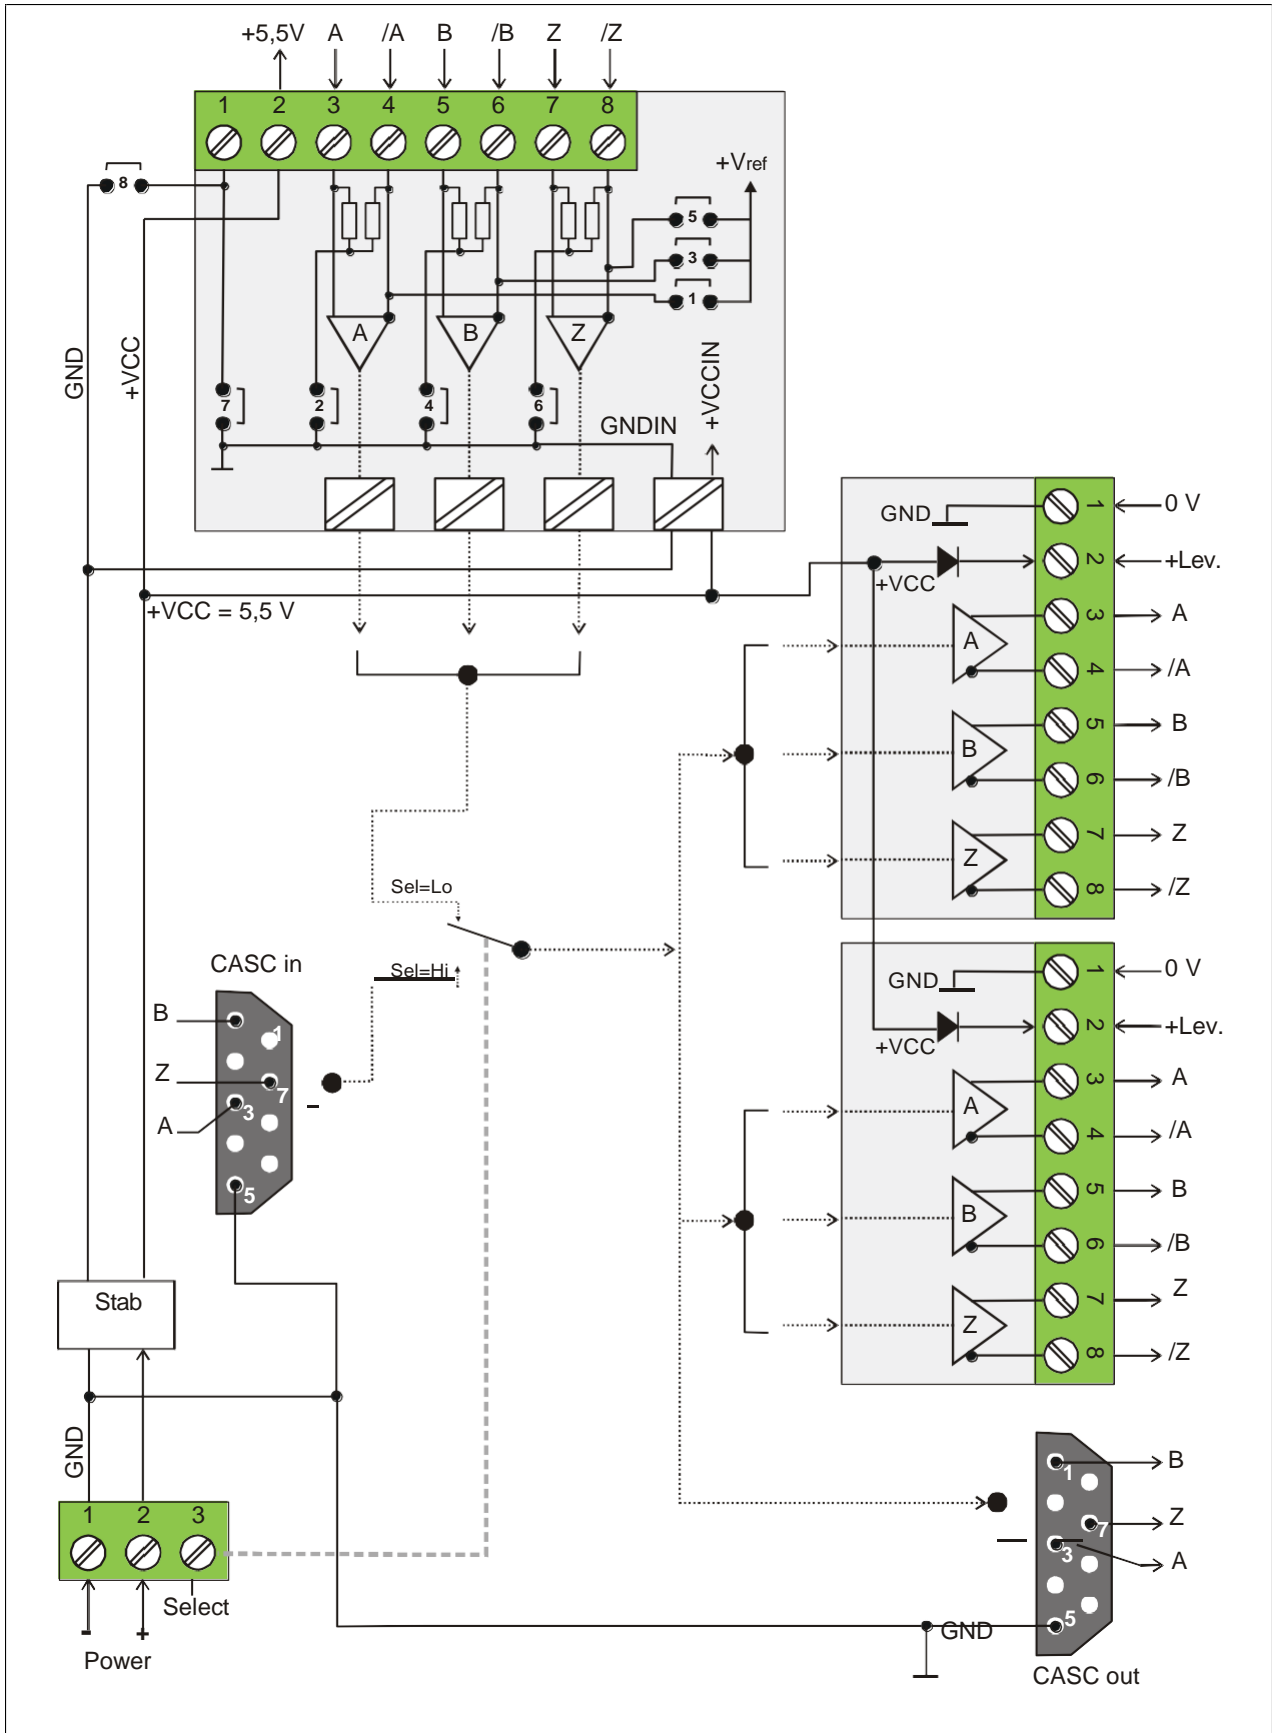 +5,5V A /A B /B Z /Z
1 2 3 4 5 6 7 8
+Vref
8
5
3
1
A B Z
GND
+VCC
+VCCIN
7 2 4 6
GNDIN
+VCC = 5,5 V
GND 1 0 V
+VCC 2 +Lev.
A 3 A
4 /A
B 5 B
6 /B
Z 7 Z
8 /Z
Sel=Lo
Sel=Hi
CASC in
B 1
Z 7
A 3
5
GND 1 0 V
+VCC 2 +Lev.
A 3 A
4 /A
B 5 B
6 /B
Z 7 Z
8 /Z
Stab
GND
1 2 3
Select
- +
Power
1 B
7 Z
3 A
GND 5
CASC out